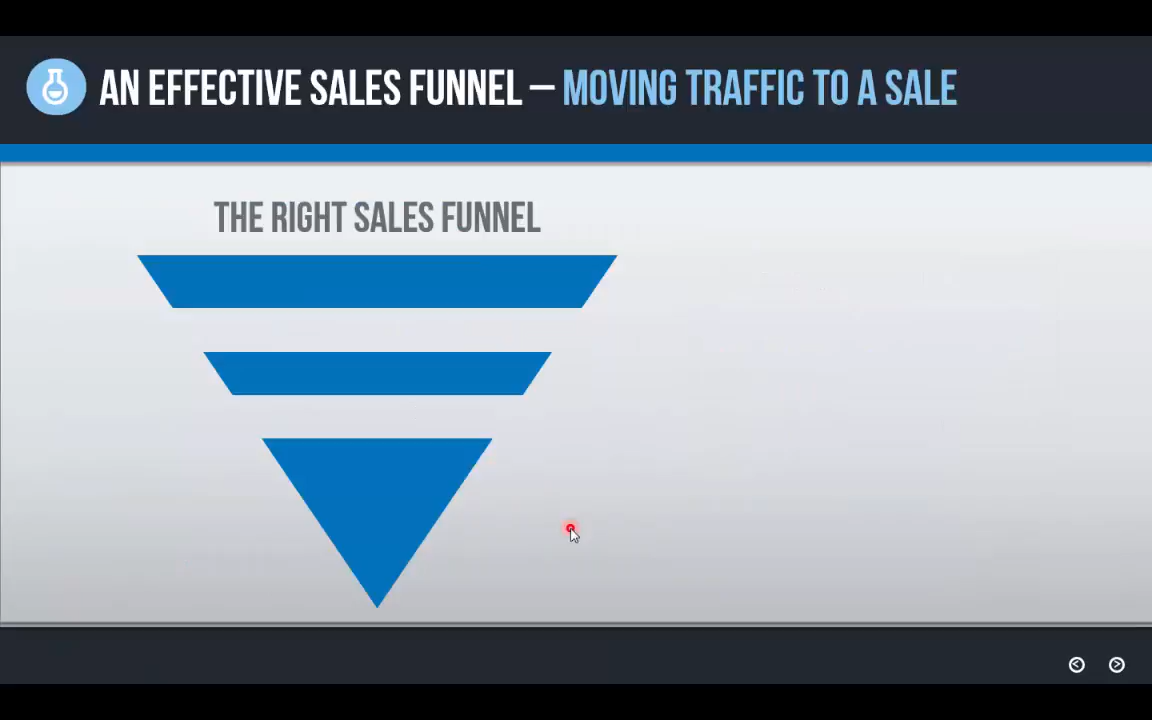 AN EFFECTIVE SALES FUNNEL – MOVING TRAFFIC TO A SALE
THE RIGHT SALES FUNNEL